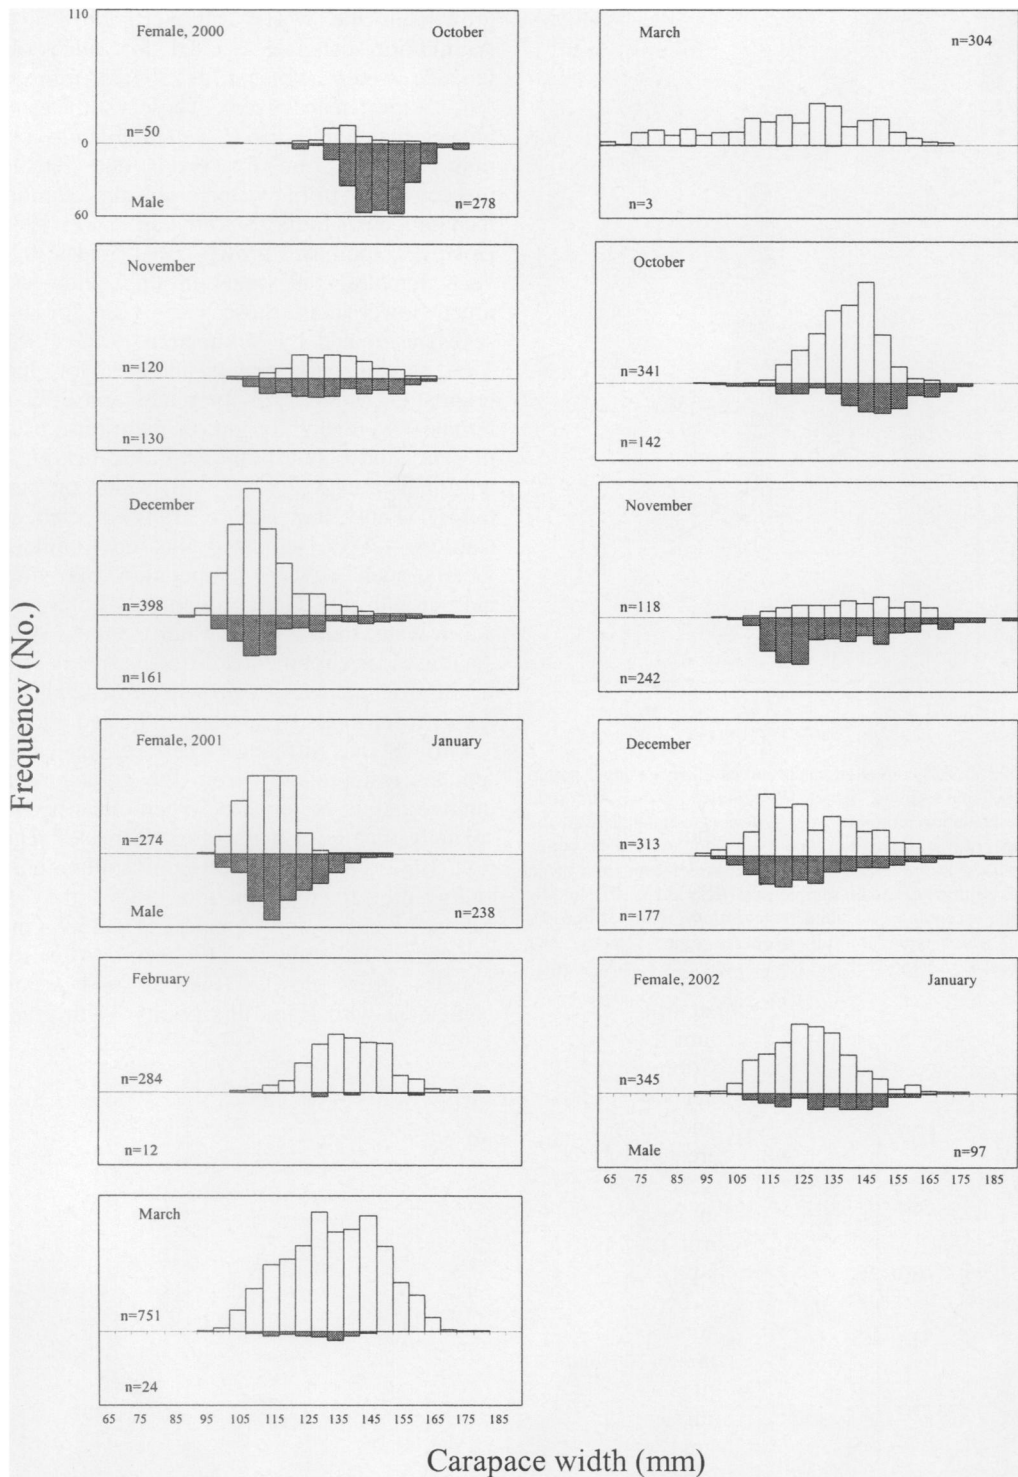 110
Female, 2000 October
n=50
0
Male n=278
60
November
n=120
n=130
December
n=398
n=161
Female, 2001 January
n=274
Male n=238
February
n=284
n=12
March
n=751
n=24
65 75 85 95 105 115 125 135 145 155 165 175 185
March n=304
n=3
October
n=341
n=142
November
n=118
n=242
December
n=313
n=177
Female, 2002 January
n=345
Male n=97
65 75 85 95 105 115 125 135 145 155 165 175 185
Frequency (No.)
Carapace width (mm)